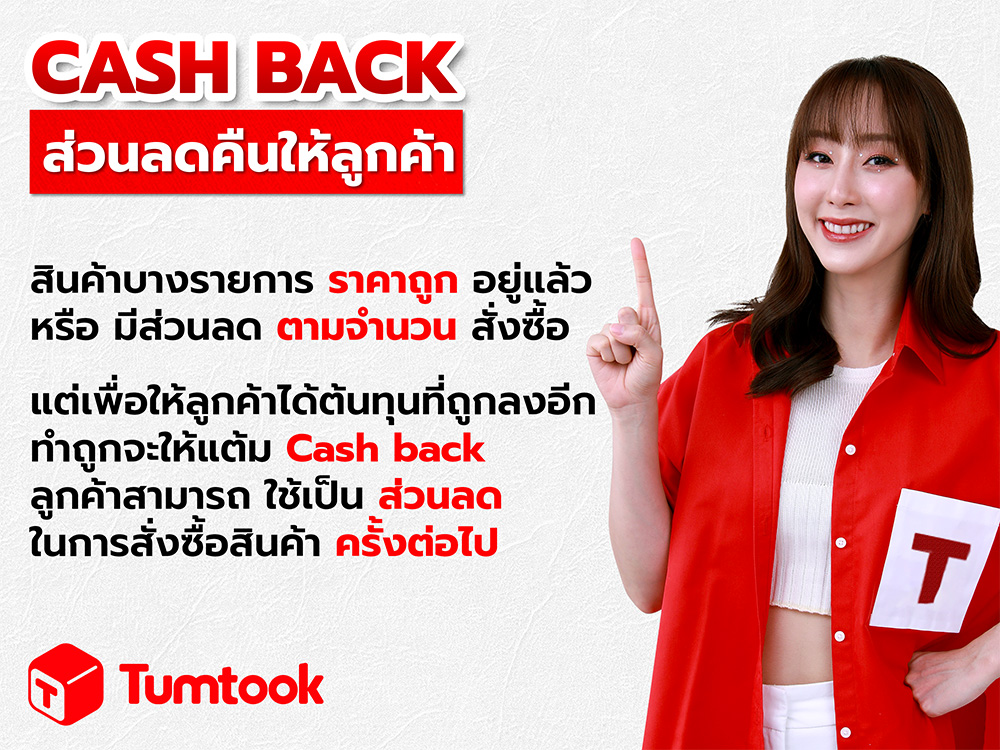 CASH BACK
ส่วนลดคืนให้ลูกค้า
สินค้าบางรายการ ราคาถูก อยู่แล้ว
หรือ มีส่วนลด ตามจำนวน สั่งซื้อ
แต่เพื่อให้ลูกค้าได้ต้นทุนที่ถูกลงอีก
ทำถูกจะให้แต้ม Cash back
ลูกค้าสามารถ ใช้เป็น ส่วนลด
ในการสั่งซื้อสินค้า ครั้งต่อไป
T
T
Tumtook